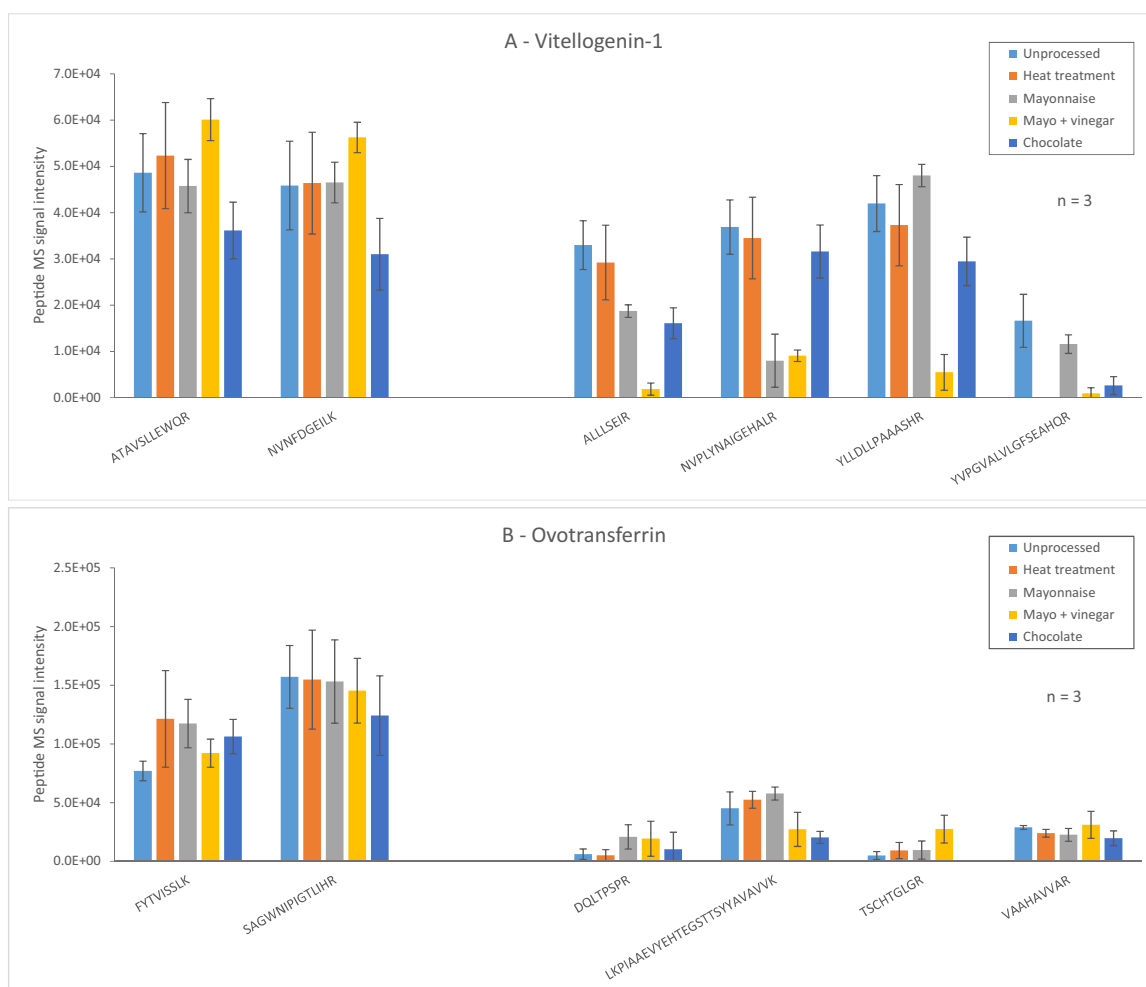 A - Vitellogenin-1
Unprocessed
Heat treatment
Mayonnaise
Mayo + vinegar
Chocolate
n = 3
Peptide MS signal intensity
7.0E+04
6.0E+04
5.0E+04
4.0E+04
3.0E+04
2.0E+04
1.0E+04
0.0E+00
ATAVSLLEWQR
NVNFDGEILK
ALLLSEIR
NVPLYNAIGEHALR
YLLDLLPAAASHR
YVPGVALVLGFSEAHQR
B - Ovotransferrin
Unprocessed
Heat treatment
Mayonnaise
Mayo + vinegar
Chocolate
n = 3
Peptide MS signal intensity
2.5E+05
2.0E+05
1.5E+05
1.0E+05
5.0E+04
0.0E+00
FYTVISSLK
SAGWNIPIGTLIHR
DQLTPSPR
LKPIAAEVYEHTEGSTTSYYAVAVVK
TSCHTGLGR
VAAHAVVAR